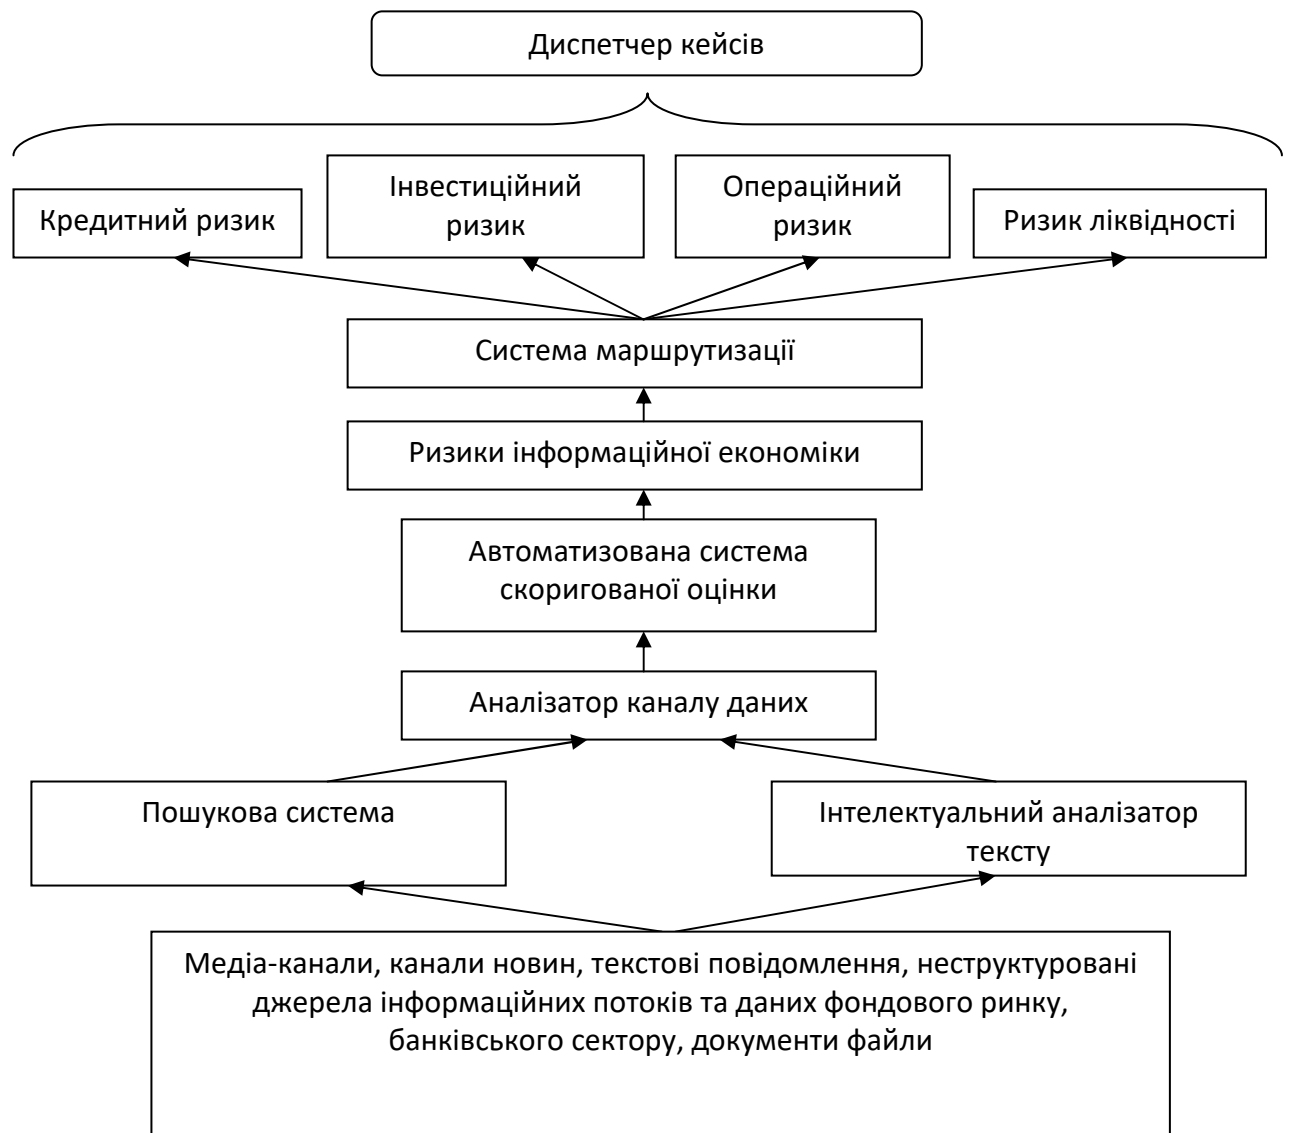 Диспетчер кейсів
Кредитний ризик
Інвестиційний
ризик
Операційний
ризик
Ризик ліквідності
Система маршрутизації
Ризики інформаційної економіки
Автоматизована система
скоригованої оцінки
Аналізатор каналу даних
Пошукова система
Інтелектуальний аналізатор
тексту
Медіа-канали, канали новин, текстові повідомлення, неструктуровані
джерела інформаційних потоків та даних фондового ринку,
банківського сектору, документи файли